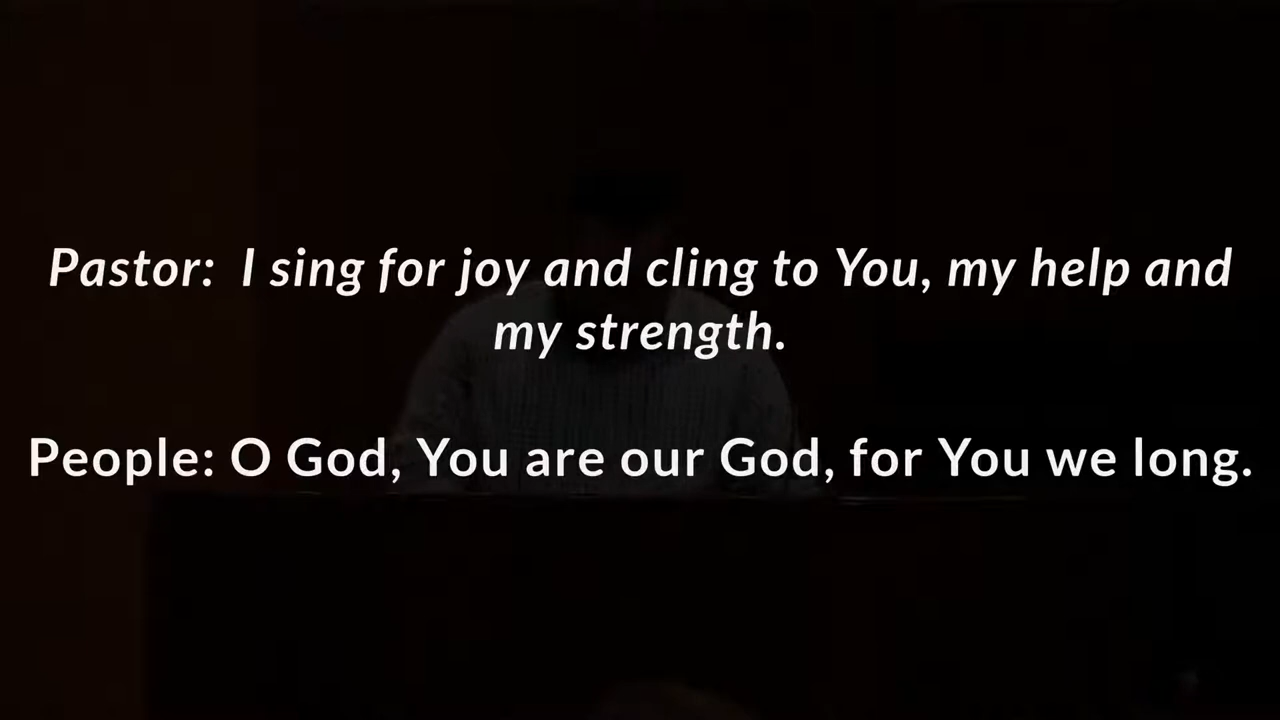 Pastor:  I sing for joy and cling to You, my help and
my strength.
People: O God, You are our God, for You we long.